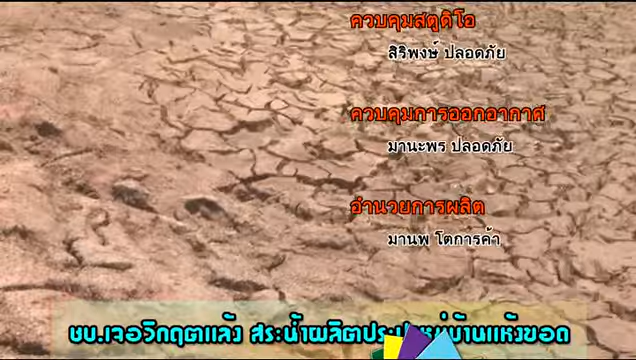 ควบคุมสตูดิโอ
สิริพงษ์ ปลอดภัย
ควบคุมการออกอากาศ
มานะพร ปลอดภัย
อำนวยการผลิต
มานพ โตการค้า
ชบ.เจอวิกฤตแล้ง สระน้ำผลิตประปาหมู่บ้านแห้งขอด